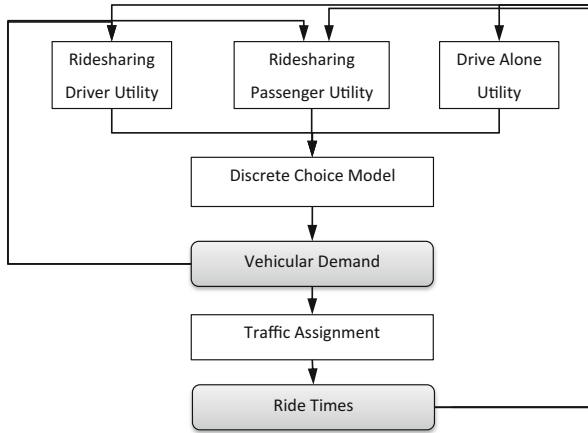 Ridesharing
Driver Utility
Ridesharing
Passenger Utility
Drive Alone
Utility
Discrete Choice Model
Vehicular Demand
Traffic Assignment
Ride Times